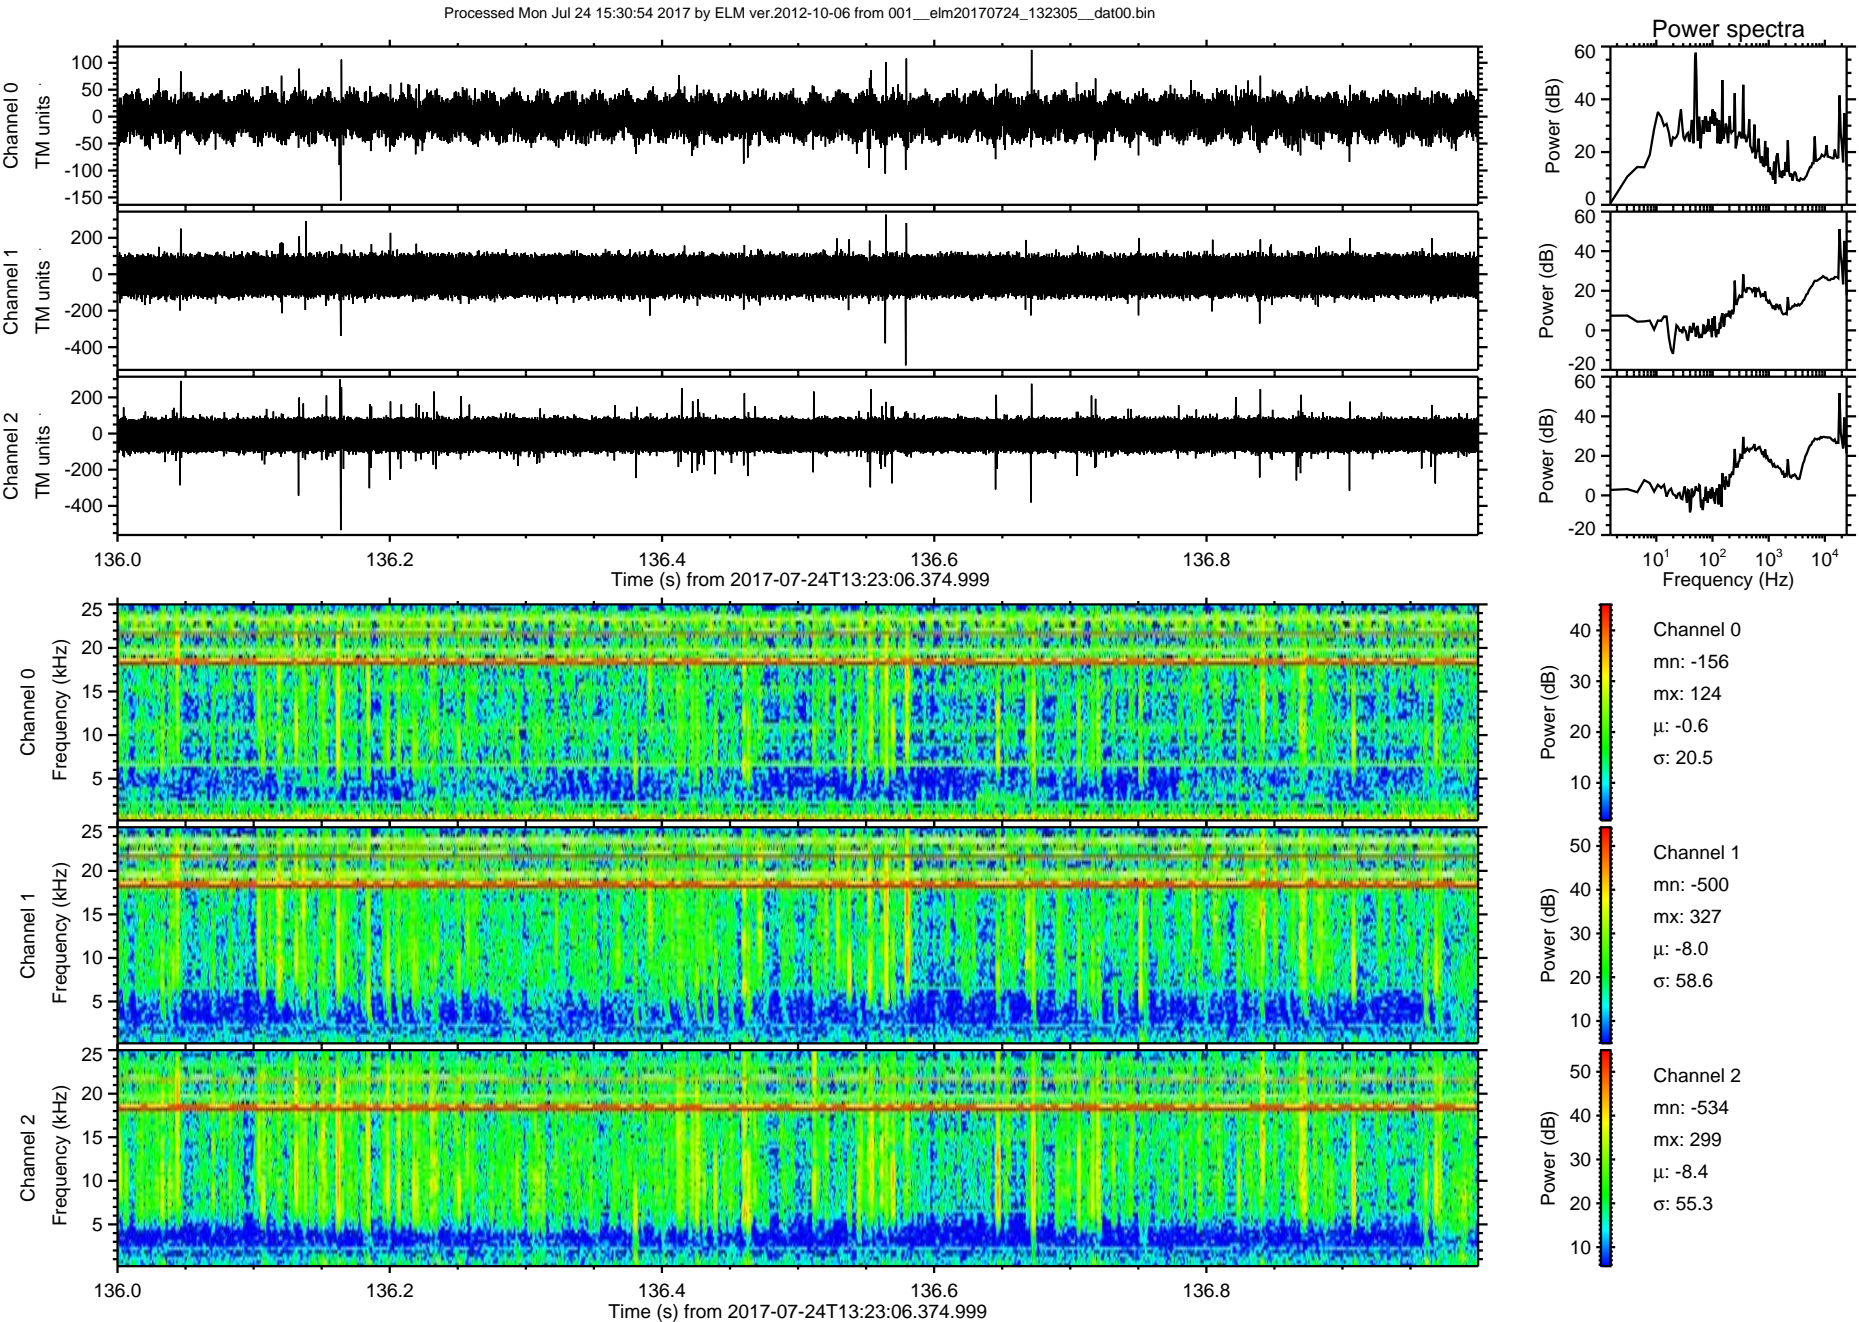 Processed Mon Jul 24 15:30:54 2017 by ELM ver.2012-10-06 from 001__elm20170724_132305__dat00.bin
Power spectra
Channel 0
TM units
100
50
0
-50
-100
-150
Power (dB)
60
40
20
0
Channel 1
TM units
200
0
-200
-400
Power (dB)
60
40
20
0
-20
Channel 2
TM units
200
0
-200
-400
Power (dB)
60
40
20
0
-20
136.0 136.2 136.4 136.6 136.8
Time (s) from 2017-07-24T13:23:06.374.999
10^1 10^2 10^3 10^4
Frequency (Hz)
Channel 0
Frequency (kHz)
25
20
15
10
5
Power (dB)
40
30
20
10
Channel 0
mn: -156
mx: 124
μ: -0.6
σ: 20.5
Channel 1
Frequency (kHz)
25
20
15
10
5
Power (dB)
50
40
30
20
10
Channel 1
mn: -500
mx: 327
μ: -8.0
σ: 58.6
Channel 2
Frequency (kHz)
25
20
15
10
5
Power (dB)
50
40
30
20
10
Channel 2
mn: -534
mx: 299
μ: -8.4
σ: 55.3
136.0 136.2 136.4 136.6 136.8
Time (s) from 2017-07-24T13:23:06.374.999